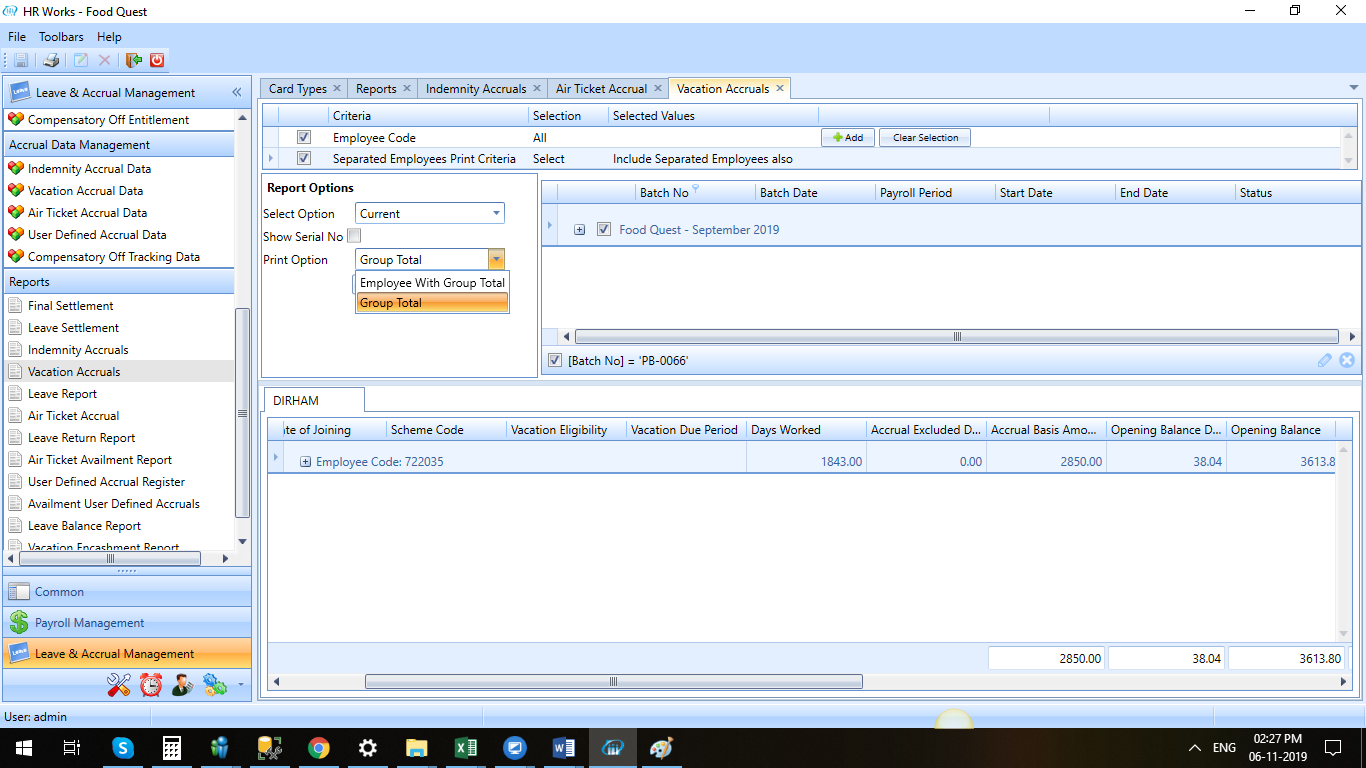 HR Works - Food Quest
File Toolbars Help
Leave & Accrual Management
Compensatory Off Entitlement
Accrual Data Management
Indemnity Accrual Data
Vacation Accrual Data
Air Ticket Accrual Data
User Defined Accrual Data
Compensatory Off Tracking Data
Reports
Final Settlement
Leave Settlement
Indemnity Accruals
Vacation Accruals
Leave Report
Air Ticket Accrual
Leave Return Report
Air Ticket Availment Report
User Defined Accrual Register
Availment User Defined Accruals
Leave Balance Report
Vacation Encashment Report
Common
Payroll Management
Leave & Accrual Management
Card Types Reports Indemnity Accruals Air Ticket Accrual Vacation Accruals
Criteria Selection Selected Values
Employee Code All Add Clear Selection
Separated Employees Print Criteria Select Include Separated Employees also
Report Options
Select Option Current
Show Serial No
Print Option Group Total
Employee With Group Total
Group Total
Batch No Batch Date Payroll Period Start Date End Date Status
Food Quest - September 2019
[Batch No] = 'PB-0066'
DIRHAM
ite of Joining Scheme Code Vacation Eligibility Vacation Due Period Days Worked Accrual Excluded D... Accrual Basis Amo... Opening Balance D... Opening Balance
Employee Code: 722035 1843.00 0.00 2850.00 38.04 3613.8
2850.00 38.04 3613.80
User: admin
ENG 02:27 PM
06-11-2019